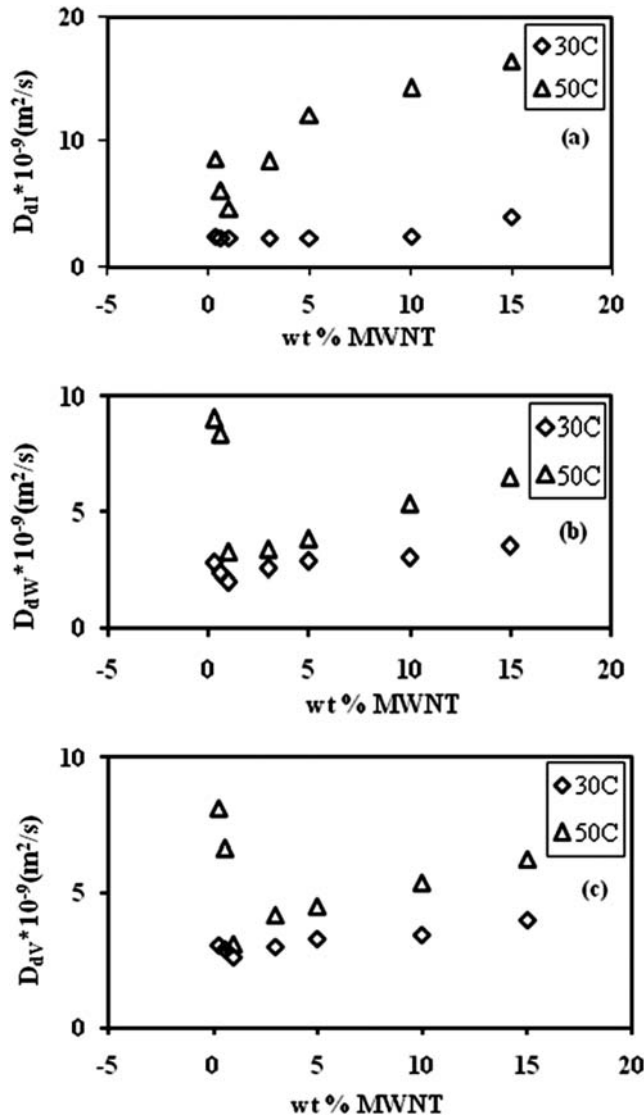 20
30C
50C
(a)
10
0
-5
0
5
10
15
20
D_dI*10^-9(m^2/s)
wt % MWNT
10
30C
50C
(b)
5
0
-5
0
5
10
15
20
D_dW*10^-9(m^2/s)
wt % MWNT
10
30C
50C
(c)
5
0
-5
0
5
10
15
20
D_dV*10^-9(m^2/s)
wt % MWNT